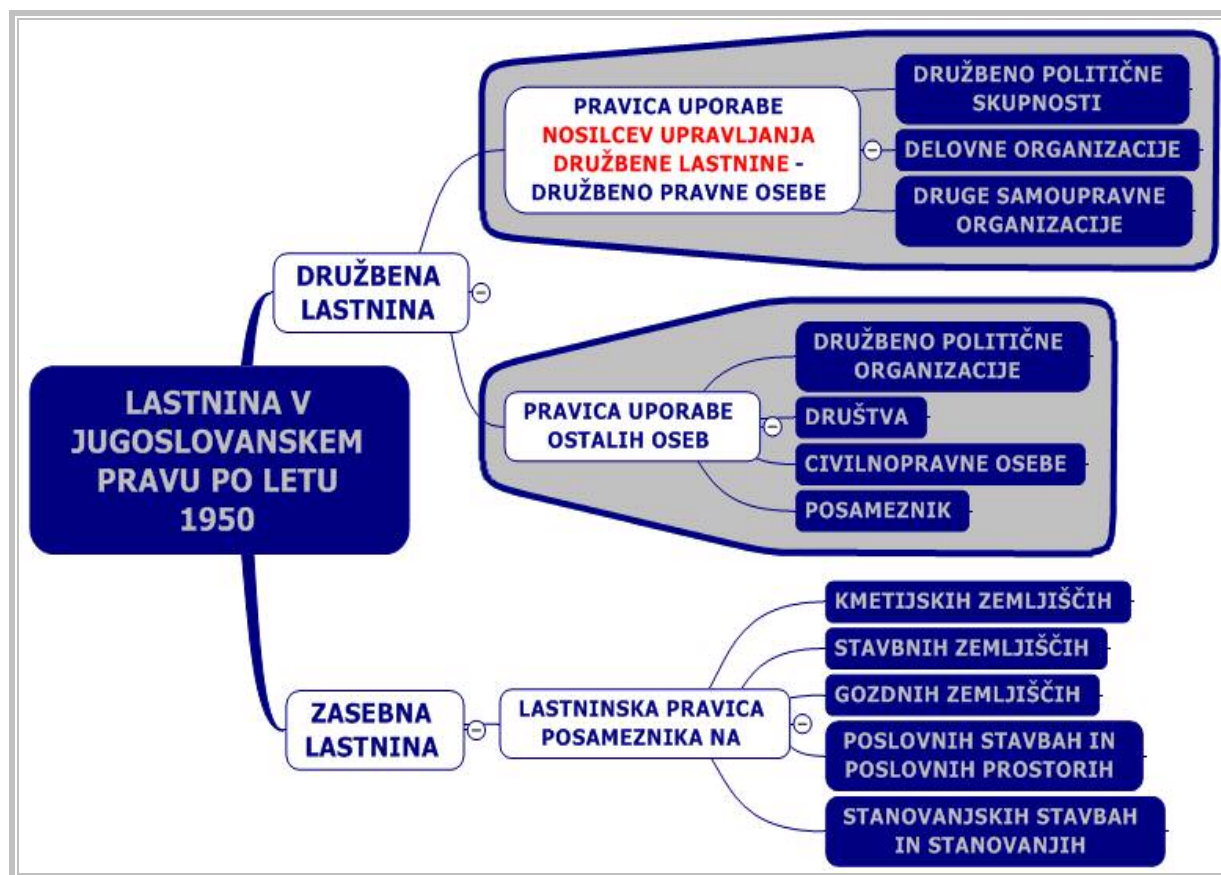 LASTNINA V
JUGOSLOVANSKEM
PRAVU PO LETU
1950
DRUŽBENA
LASTNINA
PRAVICA UPORABE
NOSILCEV UPRAVLJANJA
DRUŽBENE LASTNINE -
DRUŽBENO PRAVNE OSEBE
DRUŽBENO POLITIČNE
SKUPNOSTI
DELOVNE ORGANIZACIJE
DRUGE SAMOUPRAVNE
ORGANIZACIJE
PRAVICA UPORABE
OSTALIH OSEB
DRUŽBENO POLITIČNE
ORGANIZACIJE
DRUŠTVA
CIVILNOPRAVNE OSEBE
POSAMEZNIK
ZASEBNA
LASTNINA
LASTNINSKA PRAVICA
POSAMEZNIKA NA
KMETIJSKIH ZEMLJIŠČIH
STAVBNIH ZEMLJIŠČIH
GOZDNIH ZEMLJIŠČIH
POSLOVNIH STAVBAH IN
POSLOVNIH PROSTORIH
STANOVANJSKIH STAVBAH
IN STANOVANJIH